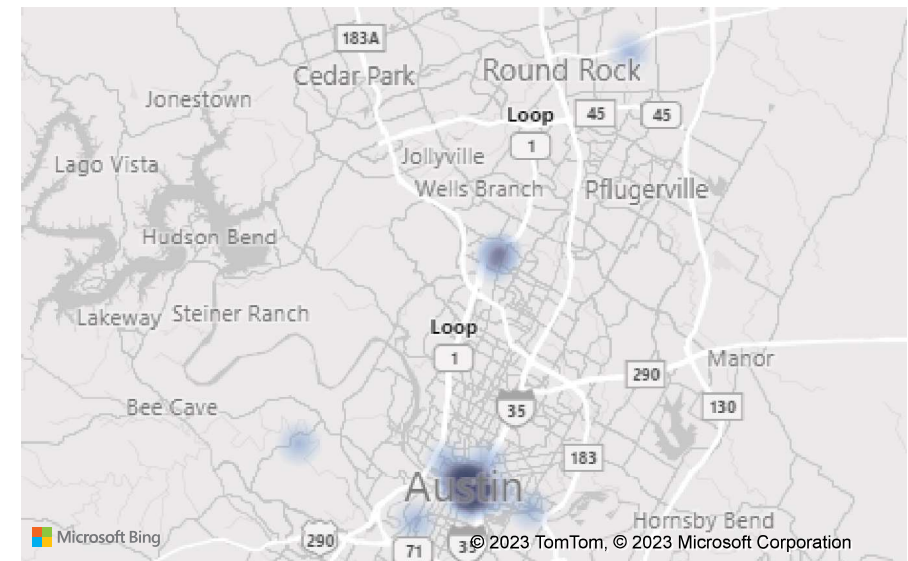 183A
Cedar Park
Round Rock
Jonestown
Loop
45
45
1
Jollyville
Lago Vista
Wells Branch
Pflugerville
Hudson Bend
Lakeway
Steiner Ranch
Loop
1
Manor
290
Bee Cave
35
130
183
Austin
Hornsby Bend
Microsoft Bing
290
71
35
© 2023 TomTom, © 2023 Microsoft Corporation